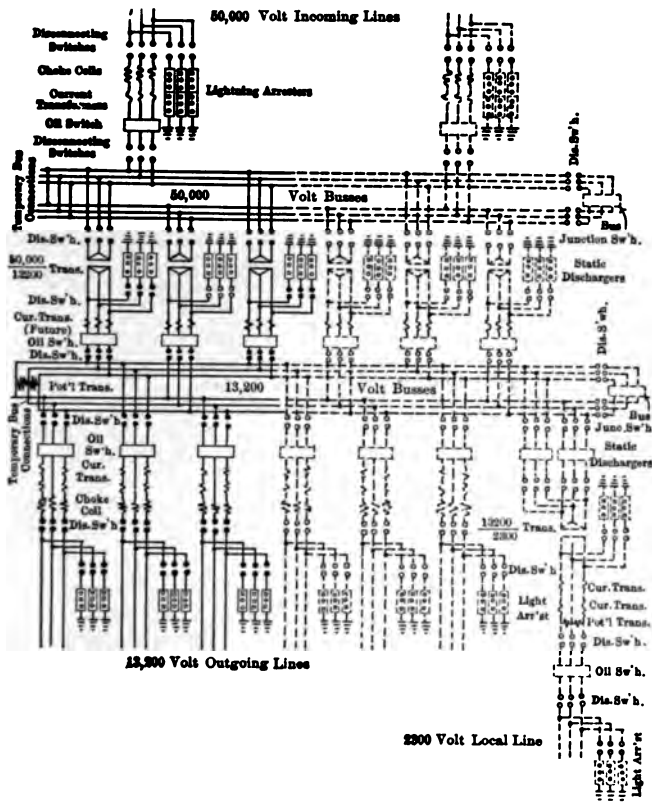 50,000 Volt Incoming Lines
Disconnecting
Switches
Choke Coils
Current
Transformers
Lightning Arresters
Oil Switch
Disconnecting
Switches
Dis. Sw'h.
Temporary Bus
Connections
50,000
Volt Busses
Bus
Dis. Sw'h.
Junction Sw'h.
50,000
13200
Trans.
Static
Dischargers
Dis. Sw'h.
Cur. Trans.
(Future)
Oil Sw'h.
Dis. Sw'h.
Dis. S'wh.
Pot'l Trans.
13,200
Volt Busses
Bus
Temporary Bus
Connections
Dis. Sw'h
Junc. Sw'h
Oil
Sw'h.
Cur.
Trans.
Static
Dischargers
Choke
Coil
Dis. Sw'h
13200
2300
Trans.
Dis. Sw'h
Light
Arr'st
Cur. Trans.
Cur. Trans.
Pot'l Trans.
Dis. Sw'h
13,200 Volt Outgoing Lines
Oil Sw'h.
Dis. Sw'h.
2300 Volt Local Line
Light Arr'st